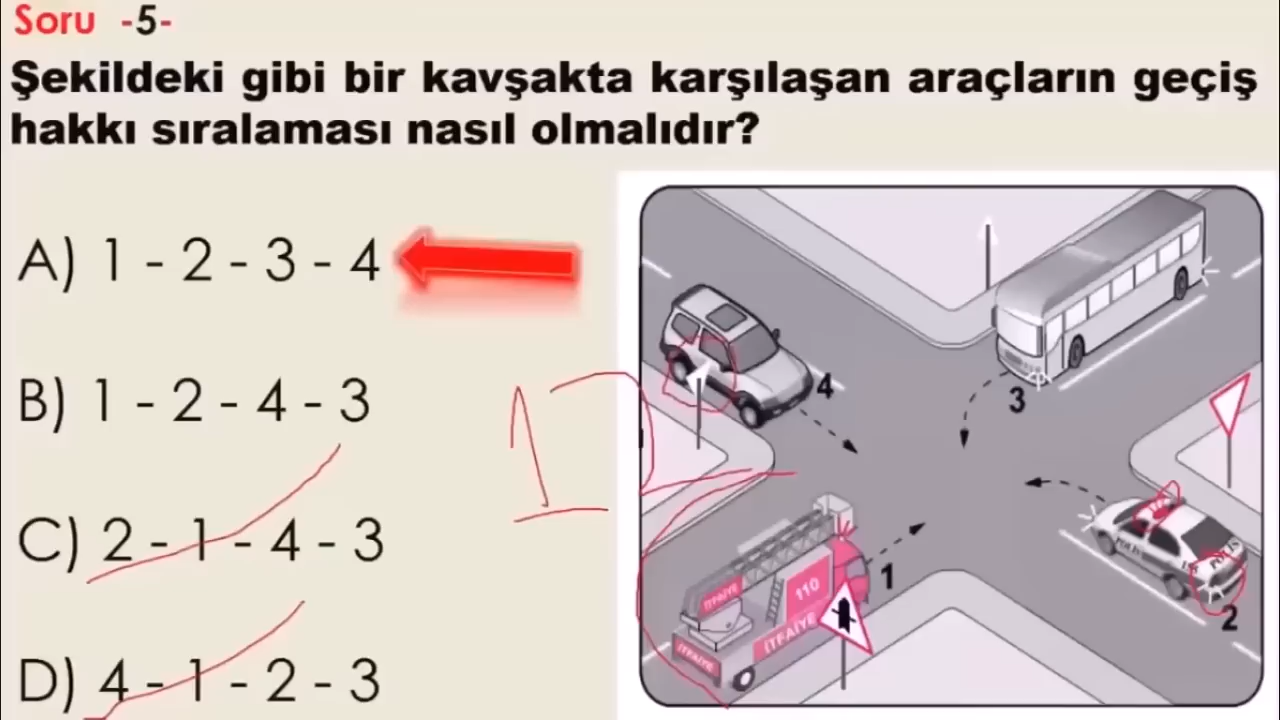 Soru -5-
Şekildeki gibi bir kavşakta karşılaşan araçların geçiş
hakkı sıralaması nasıl olmalıdır?
A) 1 - 2 - 3 - 4
B) 1 - 2 - 4 - 3
C) 2 - 1 - 4 - 3
D) 4 - 1 - 2 - 3
4
3
1
2
110
İTFAİYE
İTFAİYE
İTFAİYE
POLİS
POLİS